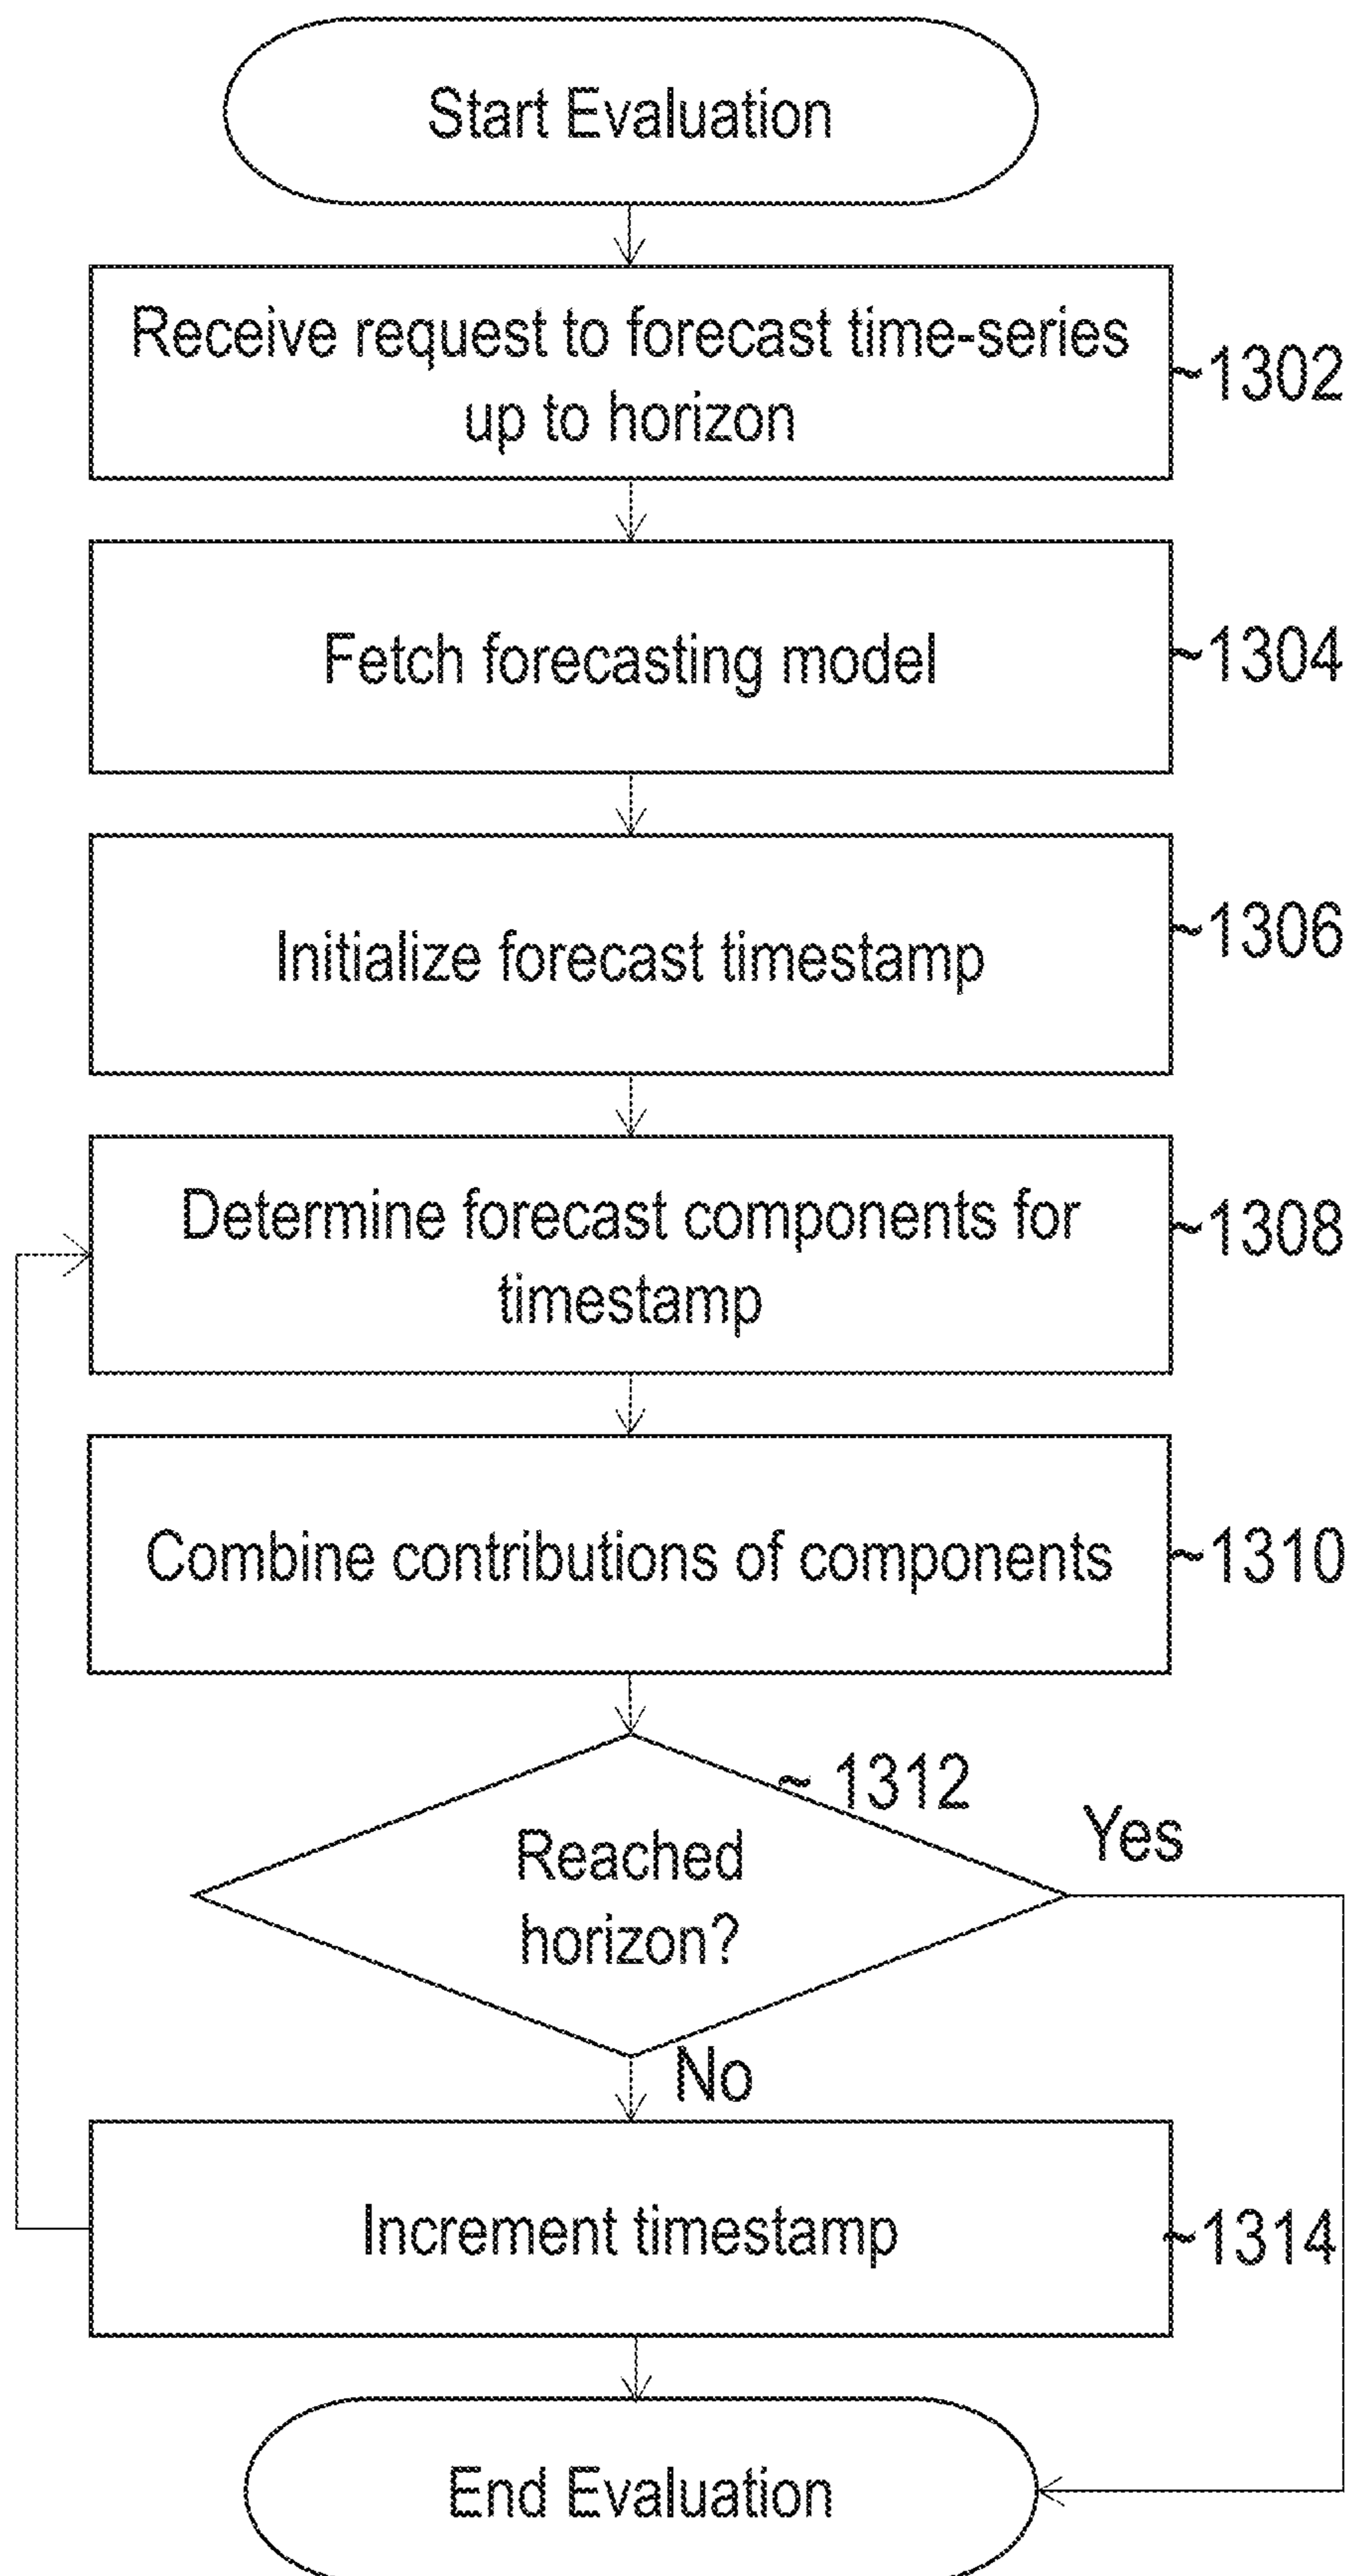 Start Evaluation
Receive request to forecast time-series
up to horizon
~1302
Fetch forecasting model
~1304
Initialize forecast timestamp
~1306
Determine forecast components for
timestamp
~1308
Combine contributions of components
~1310
~ 1312
Reached
horizon?
Yes
No
Increment timestamp
~1314
End Evaluation